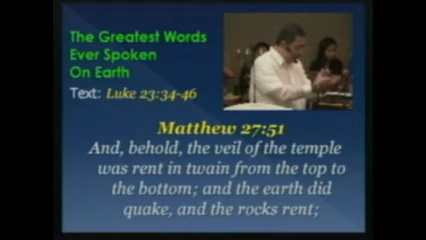 The Greatest Words
Ever Spoken
On Earth
Text: Luke 23:34-46
Matthew 27:51
And, behold, the veil of the temple
was rent in twain from the top to
the bottom; and the earth did
quake, and the rocks rent;